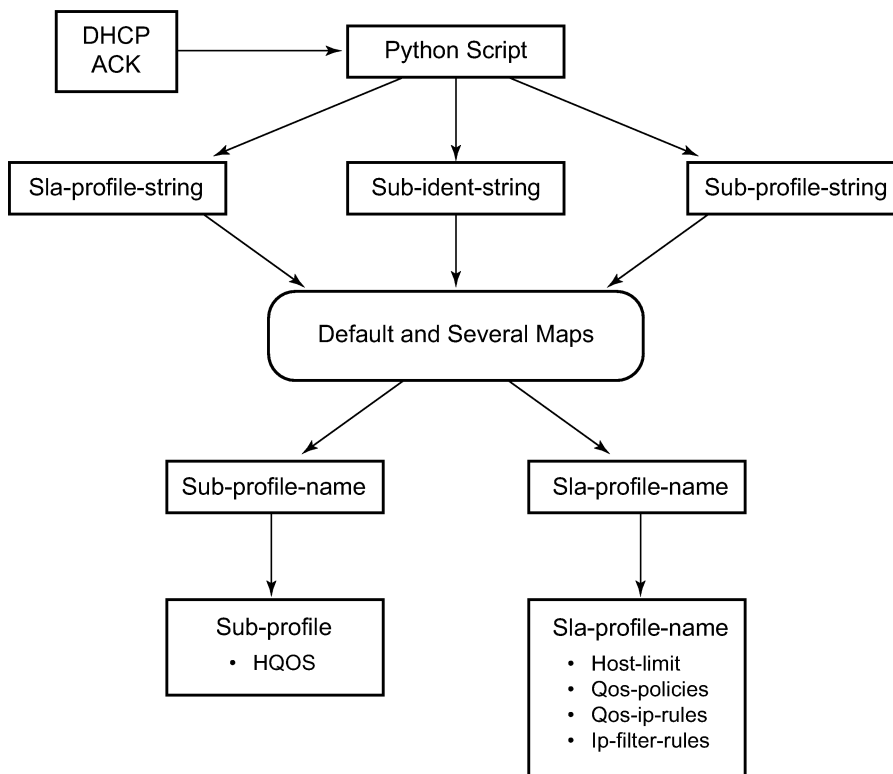 DHCP
ACK
Python Script
Sla-profile-string
Sub-ident-string
Sub-profile-string
Default and Several Maps
Sub-profile-name
Sla-profile-name
Sub-profile
• HQOS
Sla-profile-name
• Host-limit
• Qos-policies
• Qos-ip-rules
• Ip-filter-rules